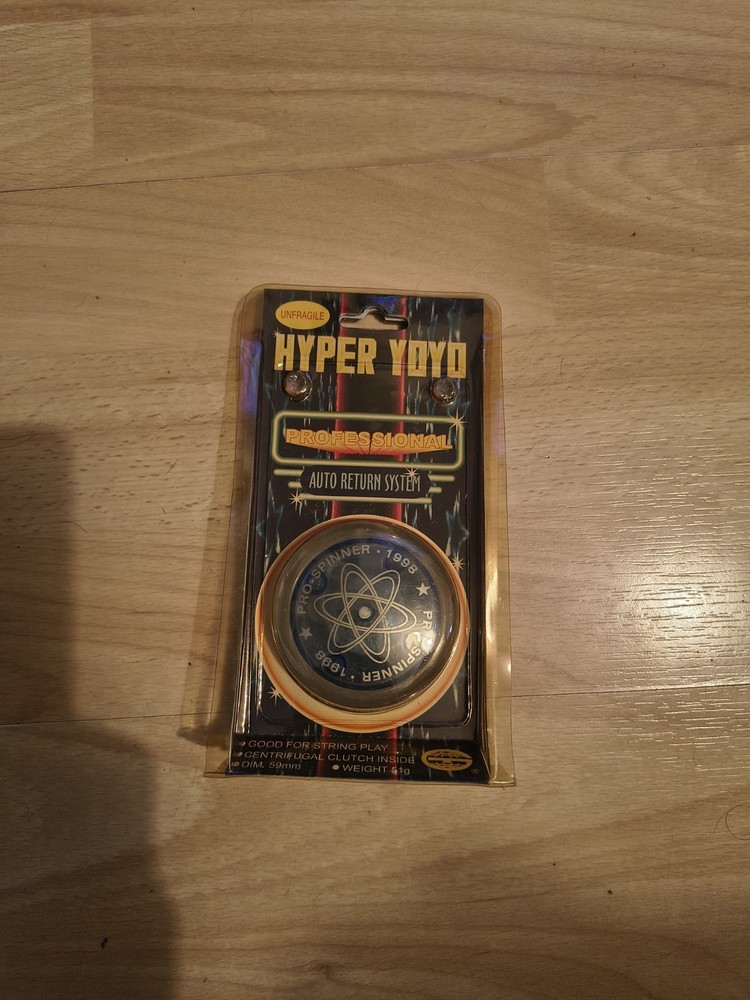 UNFRAGILE
HYPER YOYO
PROFESSIONAL
AUTO RETURN SYSTEM
PRO-SPINNER • 1998 ★
PRO-SPINNER • 1998 ★
• GOOD FOR STRING PLAY
• CENTRIFUGAL CLUTCH INSIDE
• DIM. 59mm ● WEIGHT 51g